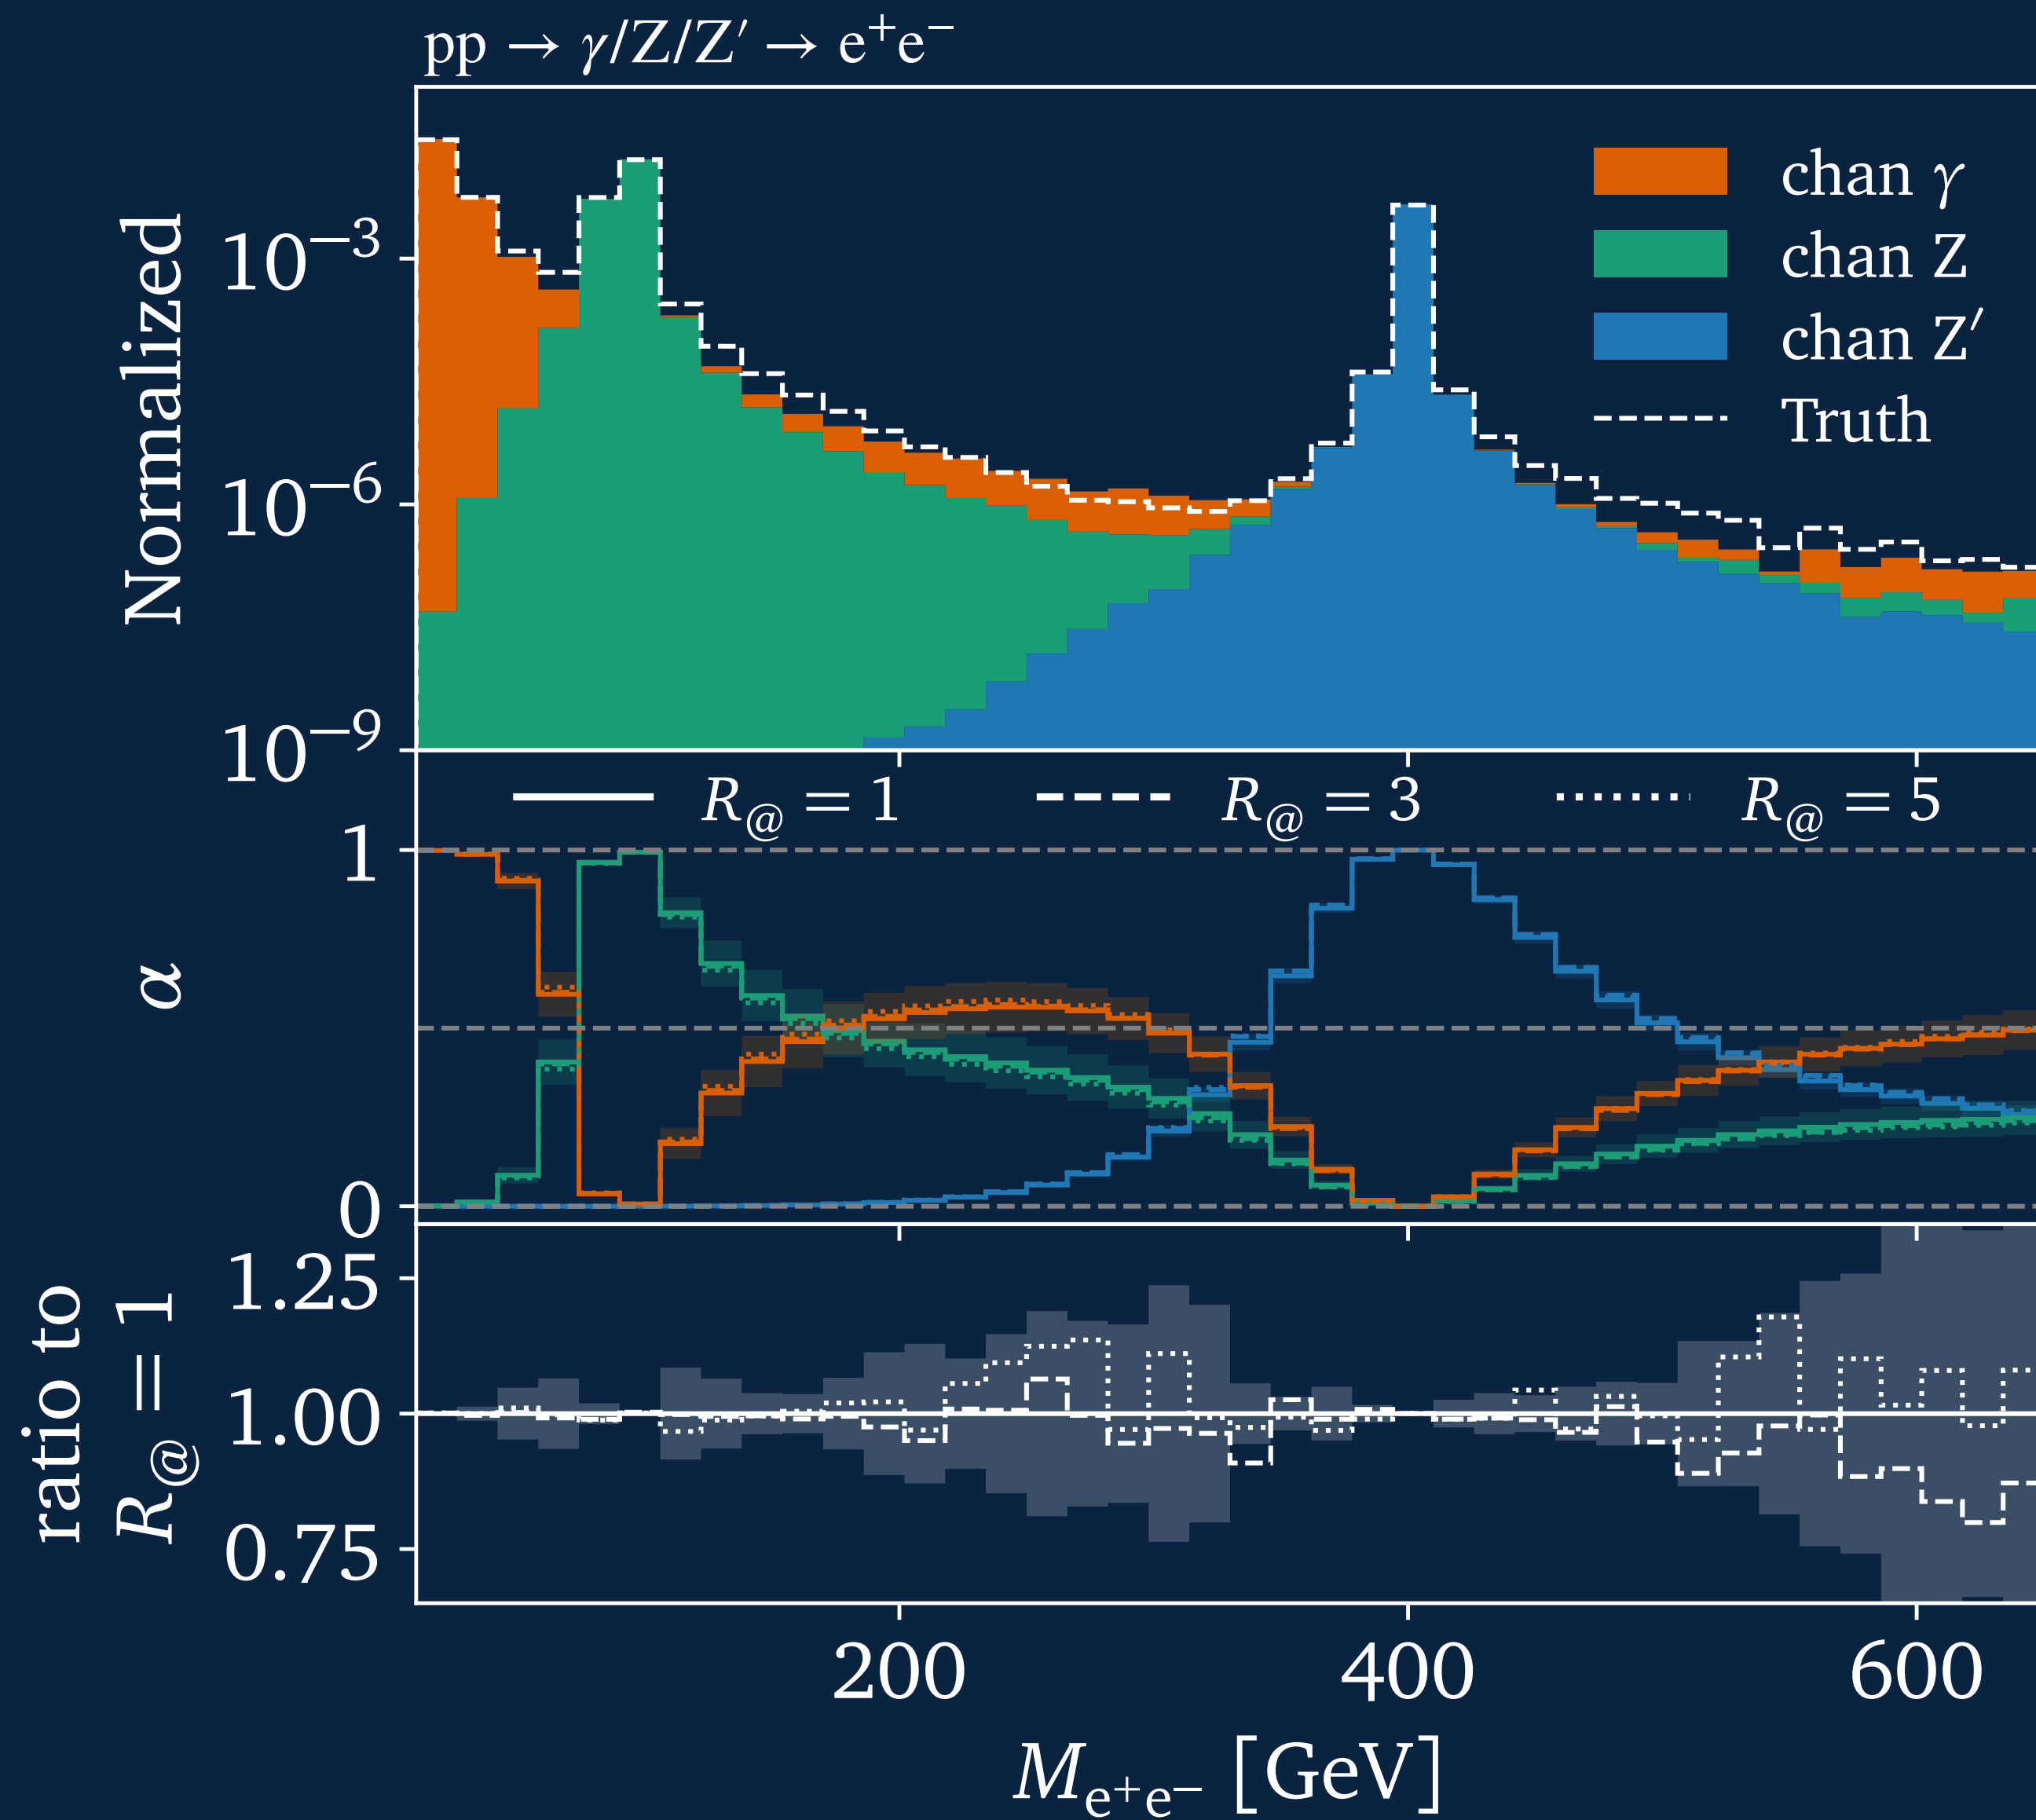 pp → γ/Z/Z′ → e⁺e⁻
Normalized
10⁻³
10⁻⁶
10⁻⁹
chan γ
chan Z
chan Z′
Truth
R@ = 1
R@ = 3
R@ = 5
α
1
0
ratio to
R@ = 1
1.25
1.00
0.75
200
400
600
Me⁺e⁻ [GeV]